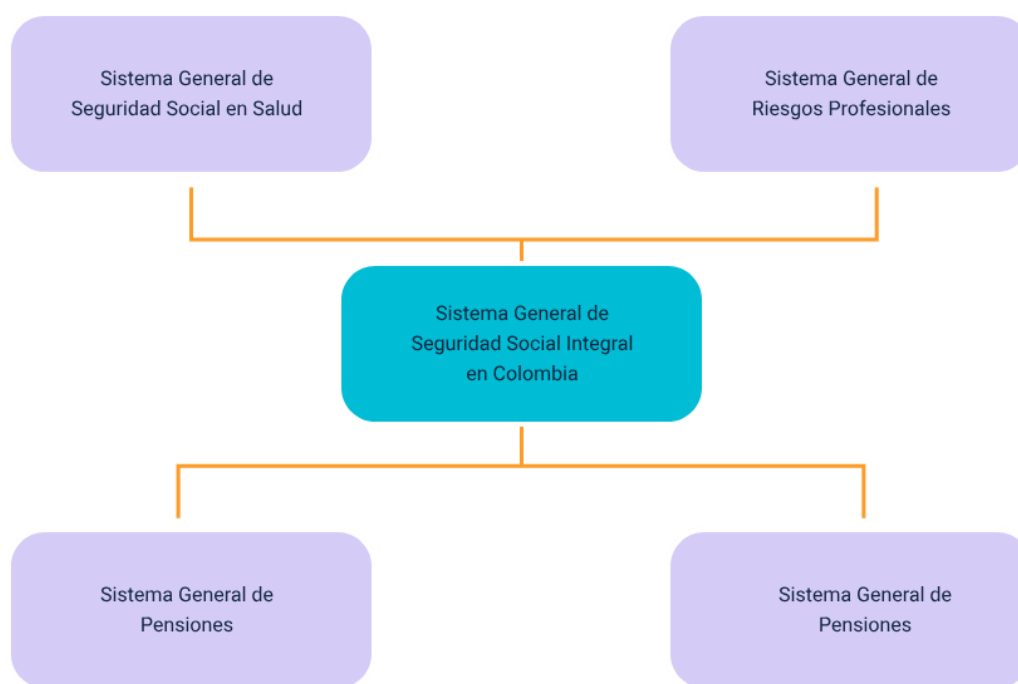 Sistema General de
Seguridad Social en Salud
Sistema General de
Riesgos Profesionales
Sistema General de
Seguridad Social Integral
en Colombia
Sistema General de
Pensiones
Sistema General de
Pensiones